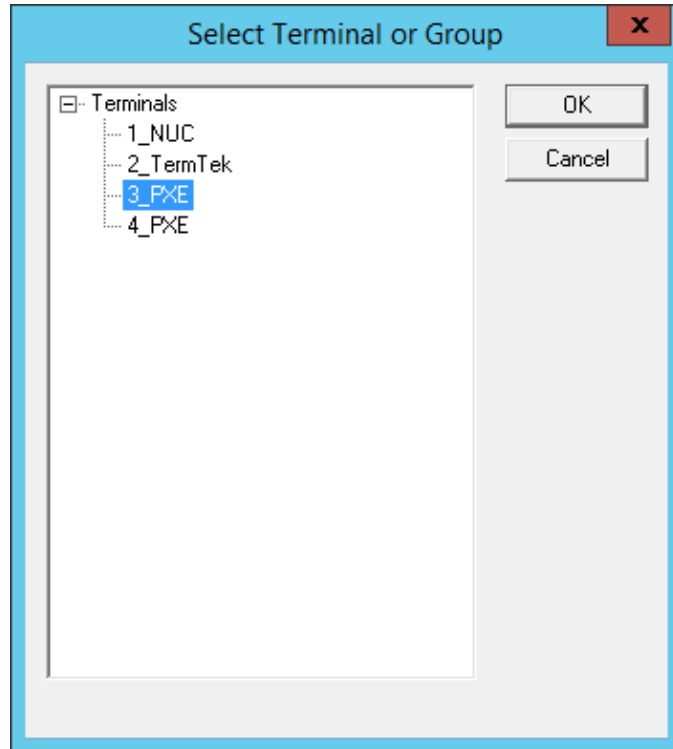 Select Terminal or Group
x
Terminals
1_NUC
2_TermTek
3_PXE
4_PXE
OK
Cancel